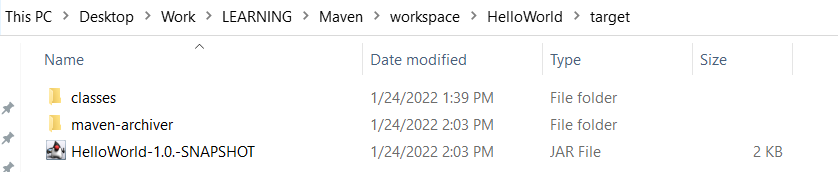 This PC > Desktop > Work > LEARNING > Maven > workspace > HelloWorld > target
Name Date modified Type Size
classes 1/24/2022 1:39 PM File folder
maven-archiver 1/24/2022 2:03 PM File folder
HelloWorld-1.0.-SNAPSHOT 1/24/2022 2:03 PM JAR File 2 KB